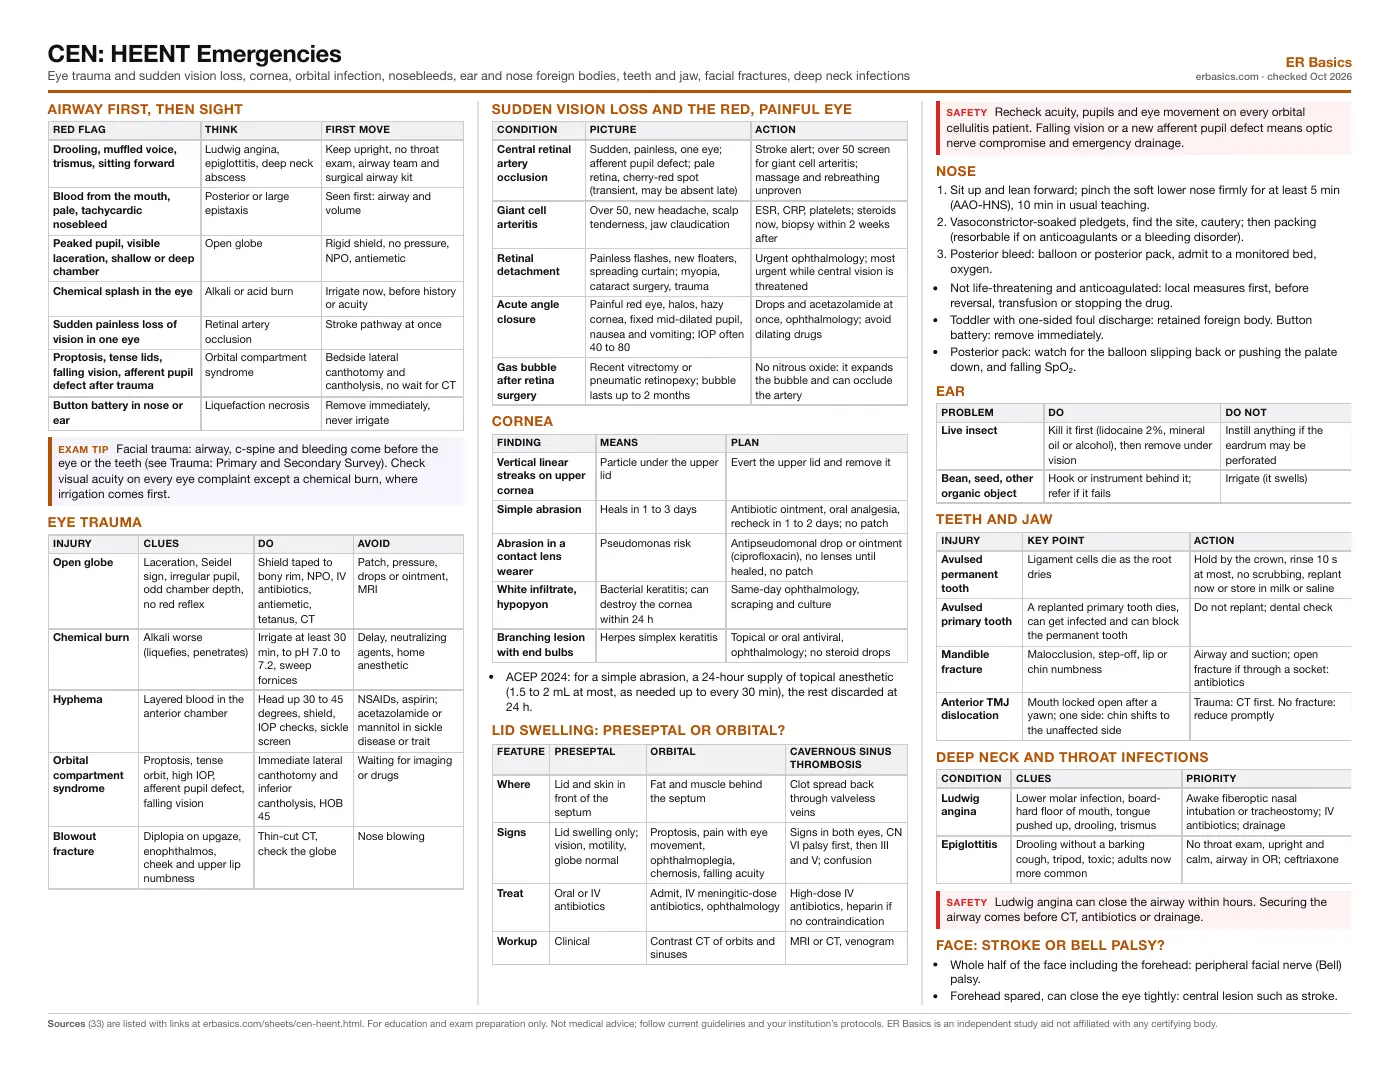 CEN: HEENT Emergencies
Eye trauma and sudden vision loss, cornea, orbital infection, nosebleeds, ear and nose foreign bodies, teeth and jaw, facial fractures, deep neck infections
ER Basics
erbasics.com · checked Oct 2026
AIRWAY FIRST, THEN SIGHT
RED FLAG THINK FIRST MOVE
Drooling, muffled voice, Ludwig angina, Keep upright, no throat
trismus, sitting forward epiglottitis, deep neck exam, airway team and
abscess surgical airway kit
Blood from the mouth, Posterior or large Seen first: airway and
pale, tachycardic epistaxis volume
nosebleed
Peaked pupil, visible Open globe Rigid shield, no pressure,
laceration, shallow or deep NPO, antiemetic
chamber
Chemical splash in the eye Alkali or acid burn Irrigate now, before history
or acuity
Sudden painless loss of Retinal artery Stroke pathway at once
vision in one eye occlusion
Proptosis, tense lids, Orbital compartment Bedside lateral
falling vision, afferent pupil syndrome canthotomy and
defect after trauma cantholysis, no wait for CT
Button battery in nose or Liquefaction necrosis Remove immediately,
ear never irrigate
EXAM TIP Facial trauma: airway, c-spine and bleeding come before the
eye or the teeth (see Trauma: Primary and Secondary Survey). Check
visual acuity on every eye complaint except a chemical burn, where
irrigation comes first.
EYE TRAUMA
INJURY CLUES DO AVOID
Open globe Laceration, Seidel Shield taped to Patch, pressure,
sign, irregular pupil, bony rim, NPO, IV drops or ointment,
odd chamber depth, antibiotics, MRI
no red reflex antiemetic,
tetanus, CT
Chemical burn Alkali worse Irrigate at least 30 Delay, neutralizing
(liquefies, penetrates) min, to pH 7.0 to agents, home
7.2, sweep anesthetic
fornices
Hyphema Layered blood in the Head up 30 to 45 NSAIDs, aspirin;
anterior chamber degrees, shield, acetazolamide or
IOP checks, sickle mannitol in sickle
screen disease or trait
Orbital Proptosis, tense Immediate lateral Waiting for imaging
compartment orbit, high IOP, canthotomy and or drugs
syndrome afferent pupil defect, inferior
falling vision cantholysis, HOB
45
Blowout Diplopia on upgaze, Thin-cut CT, Nose blowing
fracture enophthalmos, check the globe
cheek and upper lip
numbness
SUDDEN VISION LOSS AND THE RED, PAINFUL EYE
CONDITION PICTURE ACTION
Central retinal Sudden, painless, one eye; Stroke alert; over 50 screen
artery afferent pupil defect; pale for giant cell arteritis;
occlusion retina, cherry-red spot massage and rebreathing
(transient, may be absent late) unproven
Giant cell Over 50, new headache, scalp ESR, CRP, platelets; steroids
arteritis tenderness, jaw claudication now, biopsy within 2 weeks
after
Retinal Painless flashes, new floaters, Urgent ophthalmology; most
detachment spreading curtain; myopia, urgent while central vision is
cataract surgery, trauma threatened
Acute angle Painful red eye, halos, hazy Drops and acetazolamide at
closure cornea, fixed mid-dilated pupil, once, ophthalmology; avoid
nausea and vomiting; IOP often dilating drugs
40 to 80
Gas bubble Recent vitrectomy or No nitrous oxide: it expands
after retina pneumatic retinopexy; bubble the bubble and can occlude
surgery lasts up to 2 months the artery
CORNEA
FINDING MEANS PLAN
Vertical linear Particle under the upper Evert the upper lid and remove it
streaks on upper lid
cornea
Simple abrasion Heals in 1 to 3 days Antibiotic ointment, oral analgesia,
recheck in 1 to 2 days; no patch
Abrasion in a Pseudomonas risk Antipseudomonal drop or ointment
contact lens (ciprofloxacin), no lenses until
wearer healed, no patch
White infiltrate, Bacterial keratitis; can Same-day ophthalmology,
hypopyon destroy the cornea scraping and culture
within 24 h
Branching lesion Herpes simplex keratitis Topical or oral antiviral,
with end bulbs ophthalmology; no steroid drops
• ACEP 2024: for a simple abrasion, a 24-hour supply of topical anesthetic
(1.5 to 2 mL at most, as needed up to every 30 min), the rest discarded at
24 h.
LID SWELLING: PRESEPTAL OR ORBITAL?
FEATURE PRESEPTAL ORBITAL CAVERNOUS SINUS
THROMBOSIS
Where Lid and skin in Fat and muscle behind Clot spread back
front of the the septum through valveless
septum veins
Signs Lid swelling only; Proptosis, pain with eye Signs in both eyes, CN
vision, motility, movement, VI palsy first, then III
globe normal ophthalmoplegia, and V; confusion
chemosis, falling acuity
Treat Oral or IV Admit, IV meningitic-dose High-dose IV
antibiotics antibiotics, ophthalmology antibiotics, heparin if
no contraindication
Workup Clinical Contrast CT of orbits and MRI or CT, venogram
sinuses
SAFETY Recheck acuity, pupils and eye movement on every orbital
cellulitis patient. Falling vision or a new afferent pupil defect means optic
nerve compromise and emergency drainage.
NOSE
1. Sit up and lean forward; pinch the soft lower nose firmly for at least 5 min
(AAO-HNS), 10 min in usual teaching.
2. Vasoconstrictor-soaked pledgets, find the site, cautery; then packing
(resorbable if on anticoagulants or a bleeding disorder).
3. Posterior bleed: balloon or posterior pack, admit to a monitored bed,
oxygen.
• Not life-threatening and anticoagulated: local measures first, before
reversal, transfusion or stopping the drug.
• Toddler with one-sided foul discharge: retained foreign body. Button
battery: remove immediately.
• Posterior pack: watch for the balloon slipping back or pushing the palate
down, and falling SpO₂.
EAR
PROBLEM DO DO NOT
Live insect Kill it first (lidocaine 2%, mineral Instill anything if the
oil or alcohol), then remove under eardrum may be
vision perforated
Bean, seed, other Hook or instrument behind it; Irrigate (it swells)
organic object refer if it fails
TEETH AND JAW
INJURY KEY POINT ACTION
Avulsed Ligament cells die as the root Hold by the crown, rinse 10 s
permanent dries at most, no scrubbing, replant
tooth now or store in milk or saline
Avulsed A replanted primary tooth dies, Do not replant; dental check
primary tooth can get infected and can block
the permanent tooth
Mandible Malocclusion, step-off, lip or Airway and suction; open
fracture chin numbness fracture if through a socket:
antibiotics
Anterior TMJ Mouth locked open after a Trauma: CT first. No fracture:
dislocation yawn; one side: chin shifts to reduce promptly
the unaffected side
DEEP NECK AND THROAT INFECTIONS
CONDITION CLUES PRIORITY
Ludwig Lower molar infection, board- Awake fiberoptic nasal
angina hard floor of mouth, tongue intubation or tracheostomy; IV
pushed up, drooling, trismus antibiotics; drainage
Epiglottitis Drooling without a barking No throat exam, upright and
cough, tripod, toxic; adults now calm, airway in OR; ceftriaxone
more common
SAFETY Ludwig angina can close the airway within hours. Securing the
airway comes before CT, antibiotics or drainage.
FACE: STROKE OR BELL PALSY?
• Whole half of the face including the forehead: peripheral facial nerve (Bell)
palsy.
• Forehead spared, can close the eye tightly: central lesion such as stroke.
Sources (33) are listed with links at erbasics.com/sheets/cen-heent.html. For education and exam preparation only. Not medical advice; follow current guidelines and your institution's protocols. ER Basics is an independent study aid not affiliated with any certifying body.